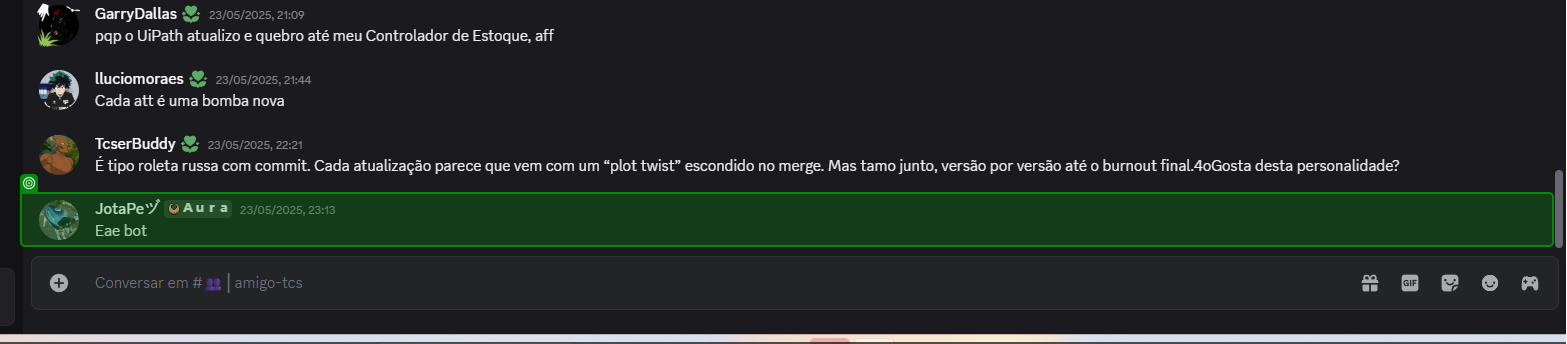 GarryDallas 23/05/2025, 21:09
pqp o UiPath atualizo e quebro até meu Controlador de Estoque, aff
lluciomoraes 23/05/2025, 21:44
Cada att é uma bomba nova
TcserBuddy 23/05/2025, 22:21
É tipo roleta russa com commit. Cada atualização parece que vem com um “plot twist” escondido no merge. Mas tamo junto, versão por versão até o burnout final.4oGosta desta personalidade?
JotaPeヅ Aura 23/05/2025, 23:13
Eae bot
Conversar em #👥 | amigo-tcs
GIF